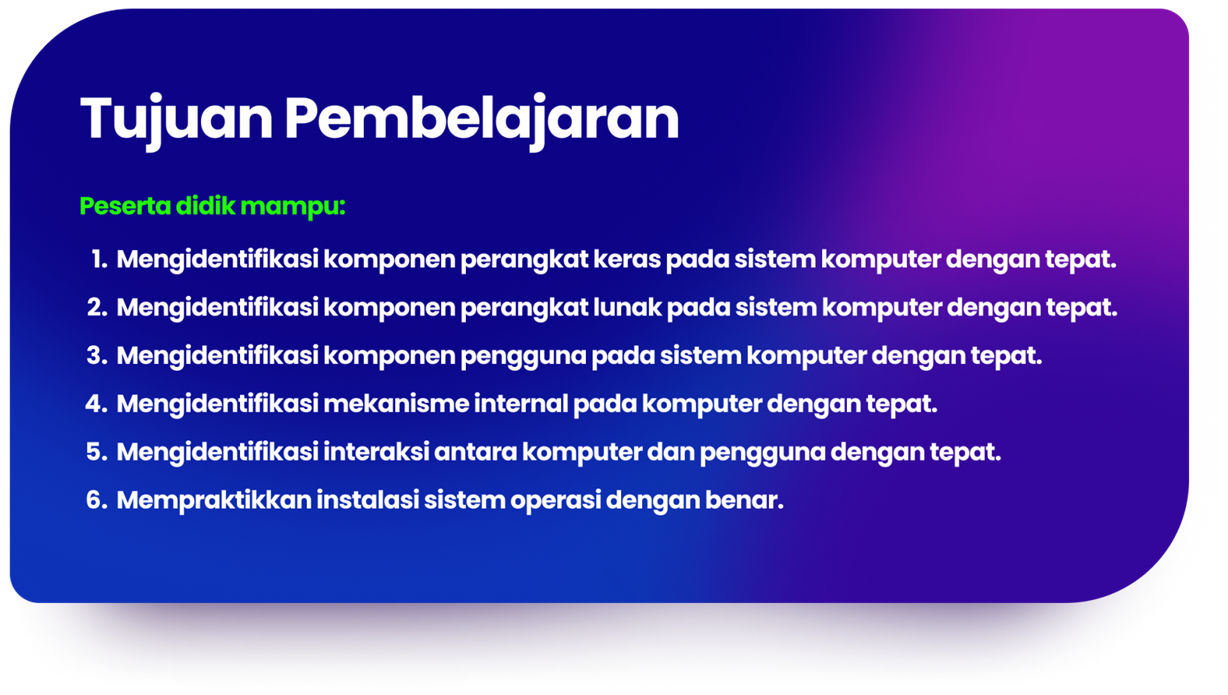 Tujuan Pembelajaran
Peserta didik mampu:
1. Mengidentifikasi komponen perangkat keras pada sistem komputer dengan tepat.
2. Mengidentifikasi komponen perangkat lunak pada sistem komputer dengan tepat.
3. Mengidentifikasi komponen pengguna pada sistem komputer dengan tepat.
4. Mengidentifikasi mekanisme internal pada komputer dengan tepat.
5. Mengidentifikasi interaksi antara komputer dan pengguna dengan tepat.
6. Mempraktikkan instalasi sistem operasi dengan benar.